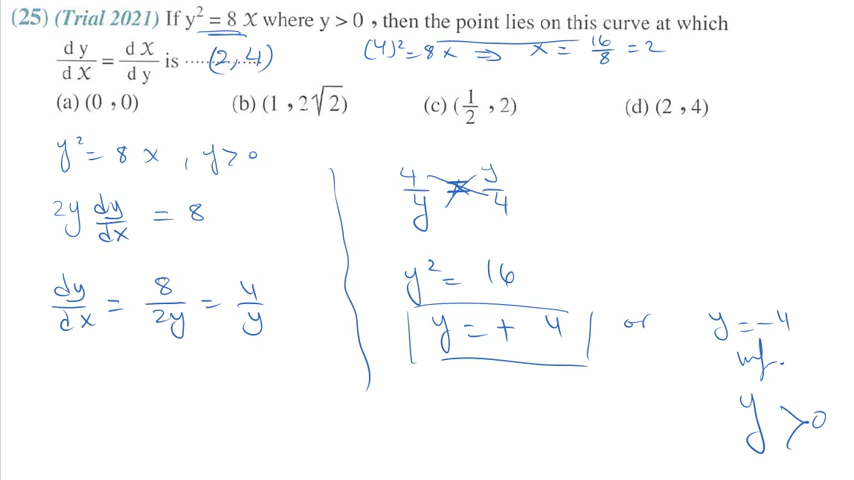 (25) (Trial 2021) If y² = 8 X where y > 0 , then the point lies on this curve at which
dy/dX = dX/dy is ......... (2, 4)
(4)² = 8x ⇒ x = 16/8 = 2
(a) (0 , 0) (b) (1 , 2√2) (c) (1/2 , 2) (d) (2 , 4)
y² = 8 x , y > 0
2y dy/dx = 8
dy/dx = 8/2y = 4/y
4/y = y/4
y² = 16
y = + 4 or y = -4
y > 0